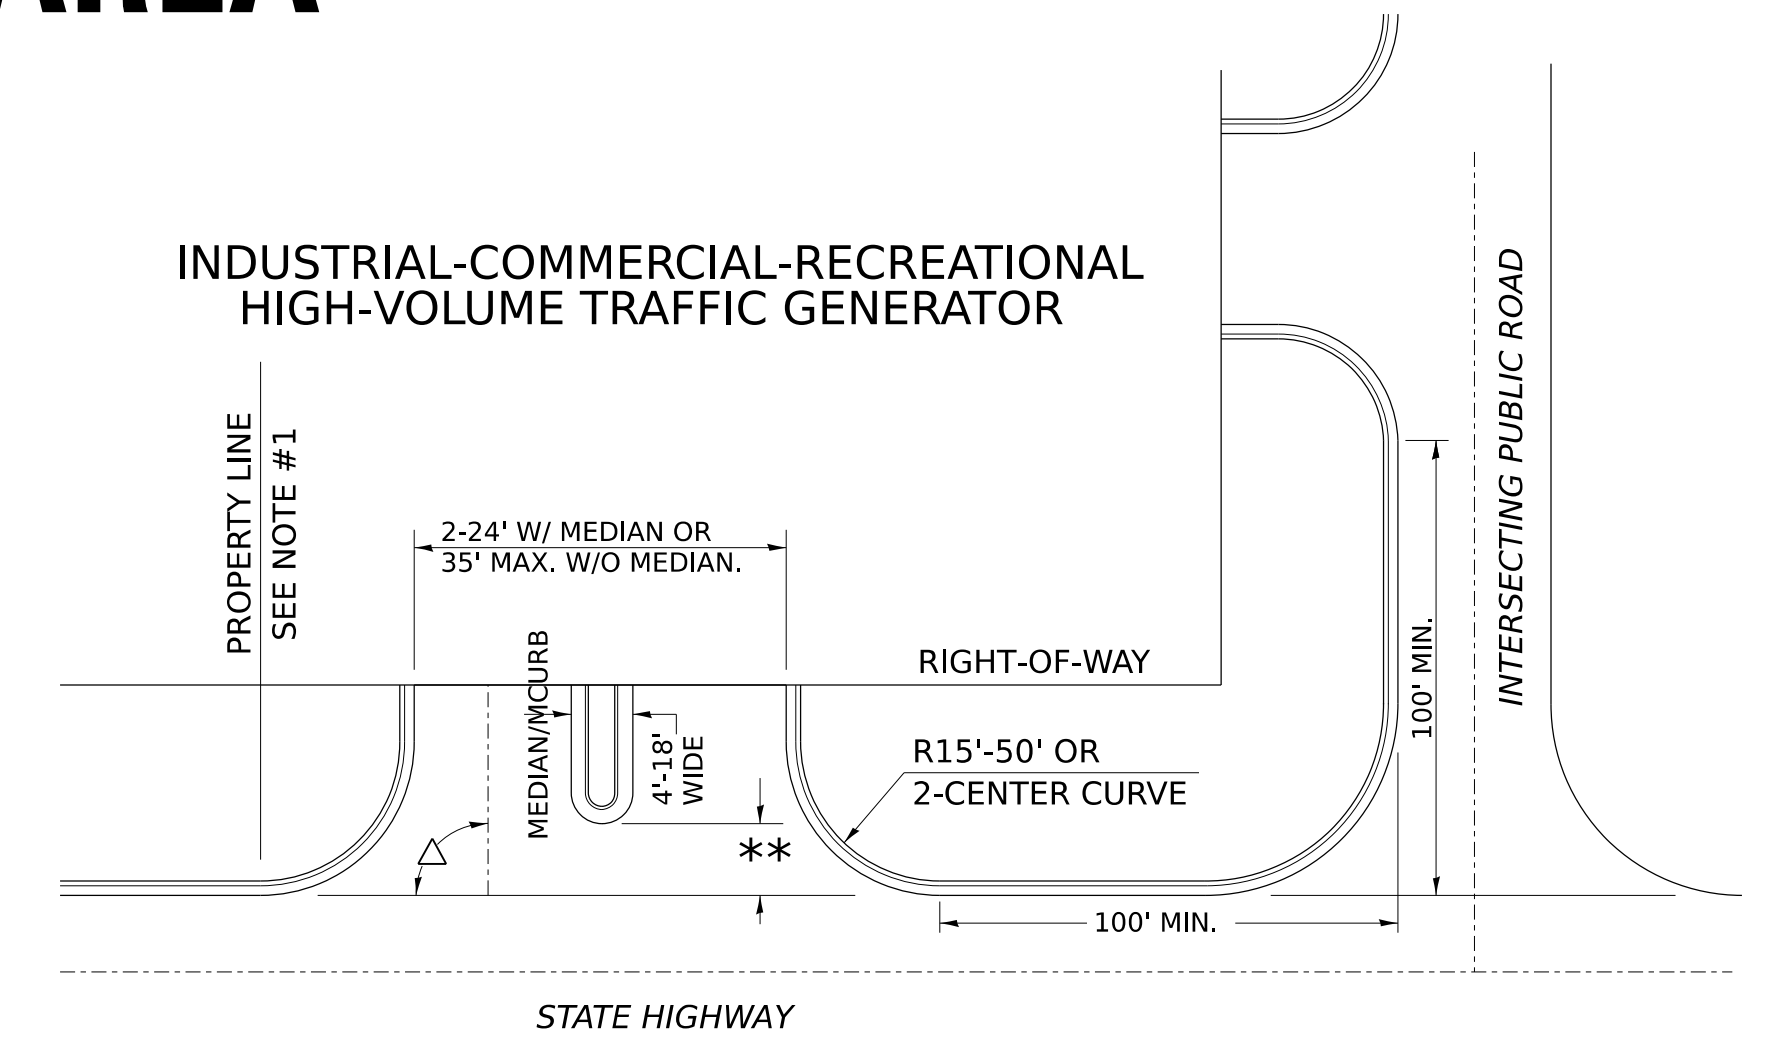 AREA
INDUSTRIAL-COMMERCIAL-RECREATIONAL
HIGH-VOLUME TRAFFIC GENERATOR
PROPERTY LINE
SEE NOTE #1
2-24' W/ MEDIAN OR
35' MAX. W/O MEDIAN.
MEDIAN/MCURB
4'-18'
WIDE
RIGHT-OF-WAY
R15'-50' OR
2-CENTER CURVE
**
100' MIN.
100' MIN.
INTERSECTING PUBLIC ROAD
STATE HIGHWAY